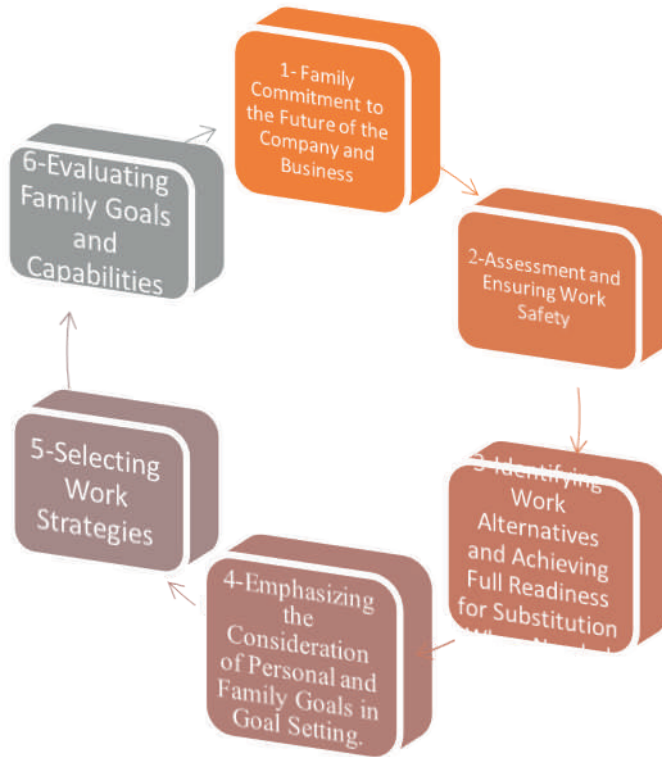 1- Family
Commitment to
the Future of the
Company and
Business
2-Assessment and
Ensuring Work
Safety
3-Identifying
Work
Alternatives
and Achieving
Full Readiness
for Substitution
4-Emphasizing
the
Consideration
of Personal and
Family Goals in
Goal Setting.
5-Selecting
Work
Strategies
6-Evaluating
Family Goals
and
Capabilities